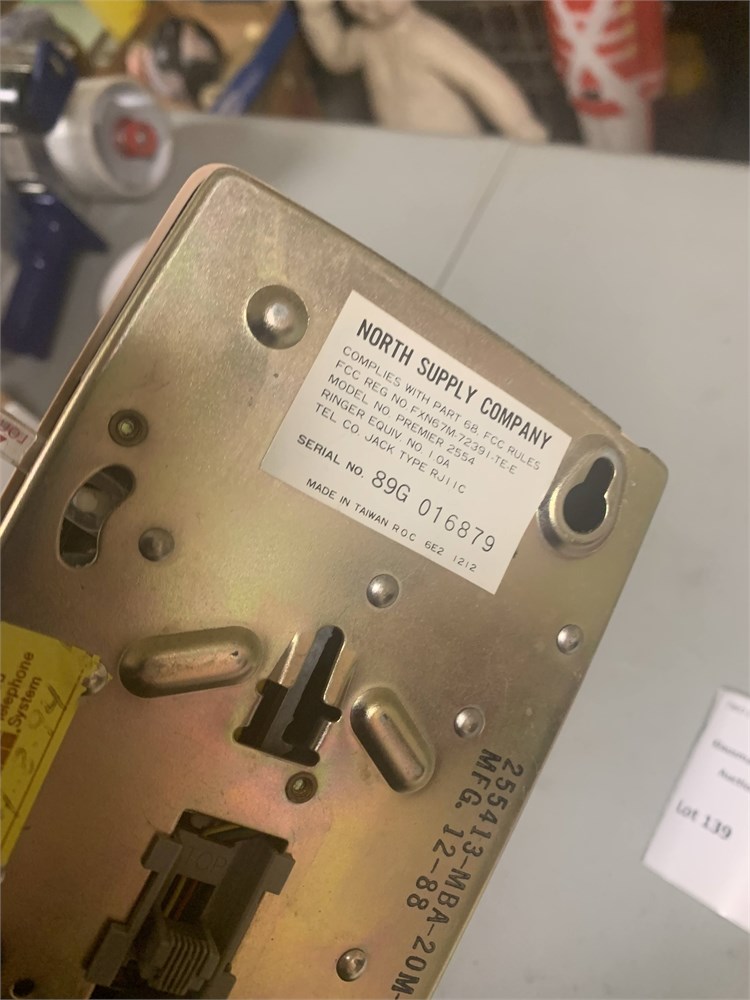 NORTH SUPPLY COMPANY
COMPLIES WITH PART 68, FCC RULES
FCC REG NO. FXN67M-72391-TE-E
MODEL NO. PREMIER 2554
RINGER EQUIV. NO. 1.0A
TEL CO. JACK TYPE RJ11C
SERIAL NO. 89G 016879
MADE IN TAIWAN R.O.C 6E2 1212
255413-MBA-20M-
MFG. 12-88
elephone
System
TOP
Lot 139